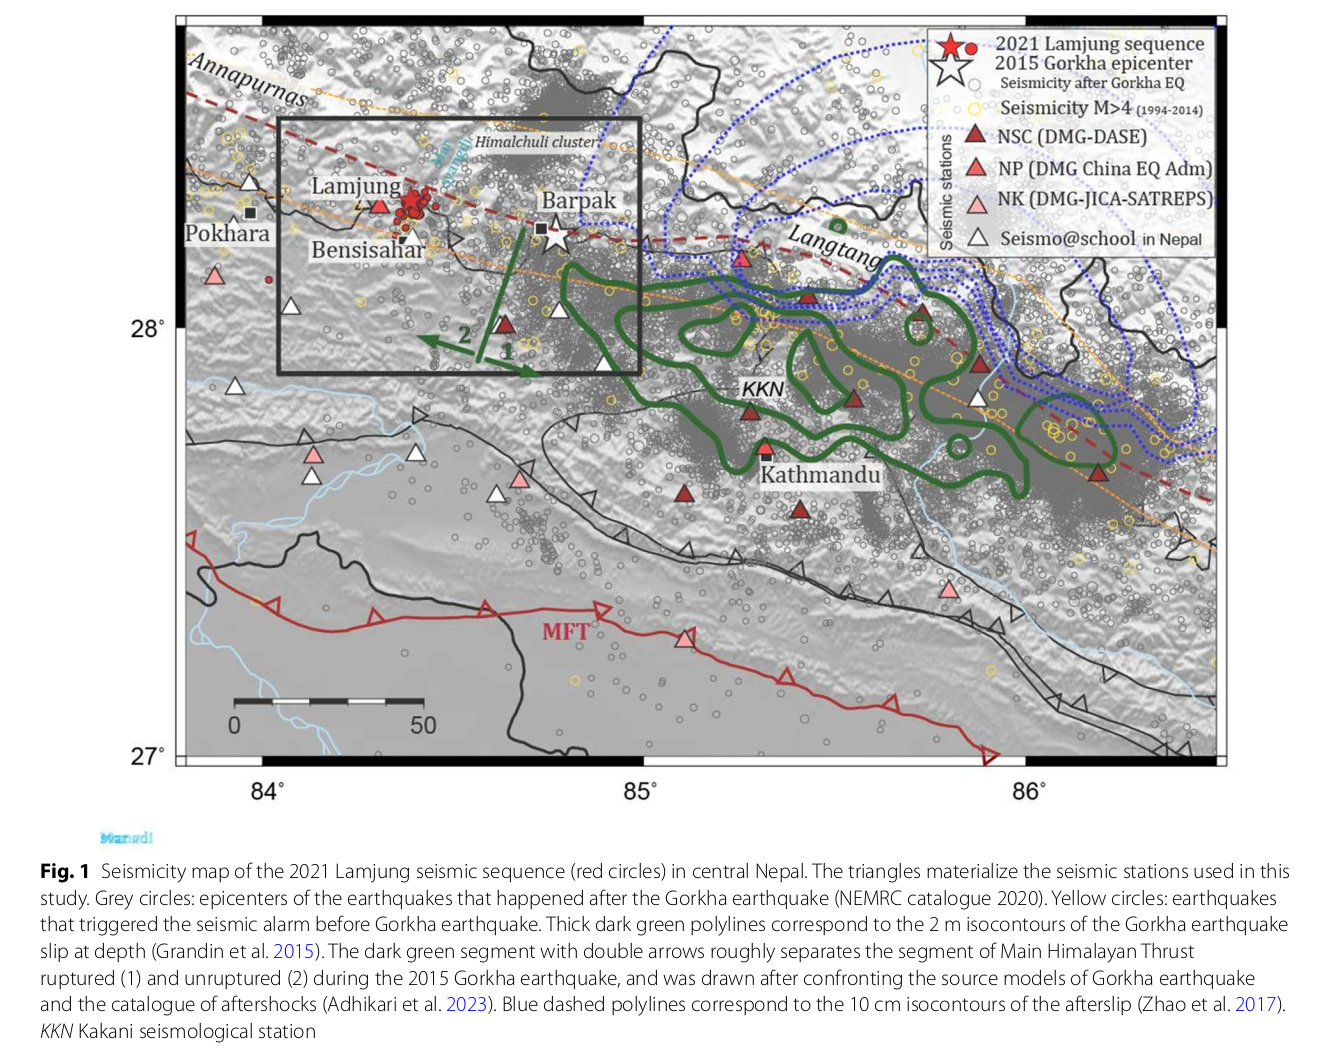 Annapurnas
2021 Lamjung sequence
2015 Gorkha epicenter
Seismicity after Gorkha EQ
Seismicity M>4 (1994-2014)
Seismic stations
NSC (DMG-DASE)
NP (DMG China EQ Adm)
NK (DMG-JICA-SATREPS)
Seismo@school in Nepal
Himalchuli cluster
Lamjung
Barpak
Pokhara
Bensisahar
Langtang
28°
2
1
KKN
Kathmandu
MFT
0
50
27°
84°
85°
86°
Fig. 1 Seismicity map of the 2021 Lamjung seismic sequence (red circles) in central Nepal. The triangles materialize the seismic stations used in this
study. Grey circles: epicenters of the earthquakes that happened after the Gorkha earthquake (NEMRC catalogue 2020). Yellow circles: earthquakes
that triggered the seismic alarm before Gorkha earthquake. Thick dark green polylines correspond to the 2 m isocontours of the Gorkha earthquake
slip at depth (Grandin et al. 2015). The dark green segment with double arrows roughly separates the segment of Main Himalayan Thrust
ruptured (1) and unruptured (2) during the 2015 Gorkha earthquake, and was drawn after confronting the source models of Gorkha earthquake
and the catalogue of aftershocks (Adhikari et al. 2023). Blue dashed polylines correspond to the 10 cm isocontours of the afterslip (Zhao et al. 2017).
KKN Kakani seismological station